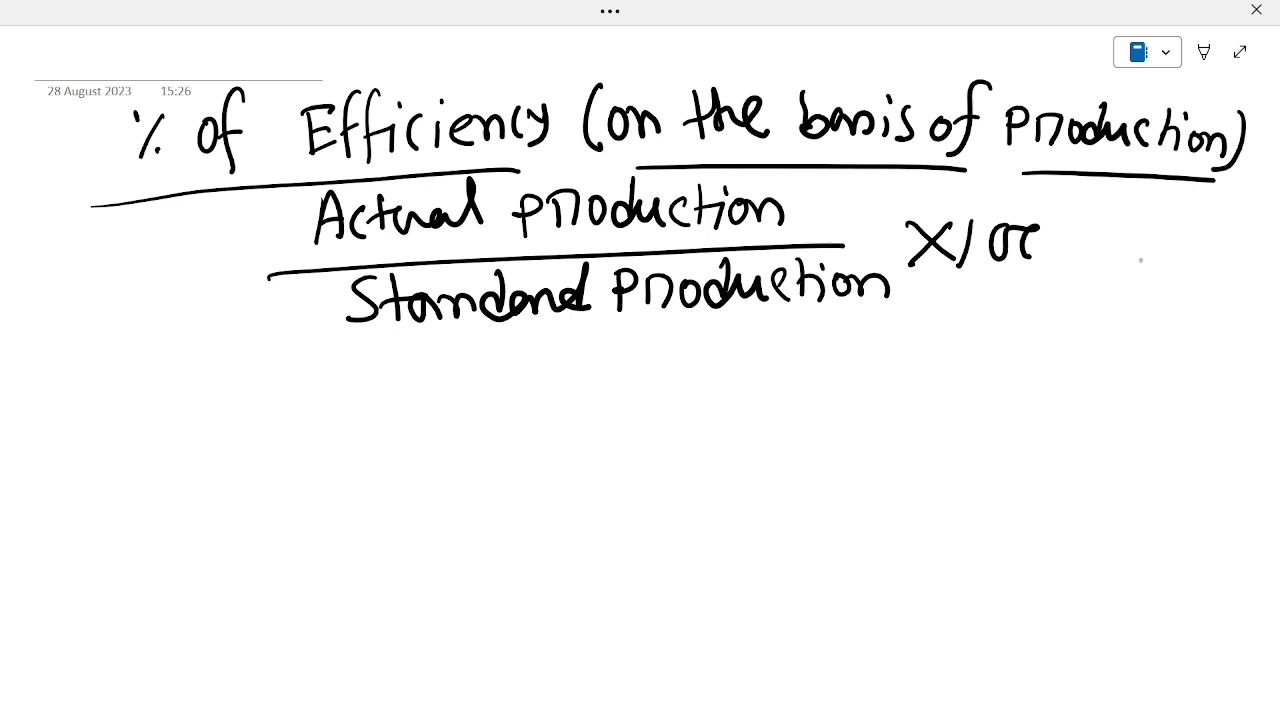 28 August 2023 15:26
% of Efficiency (on the basis of production)
Actual production
X 100
Standard production